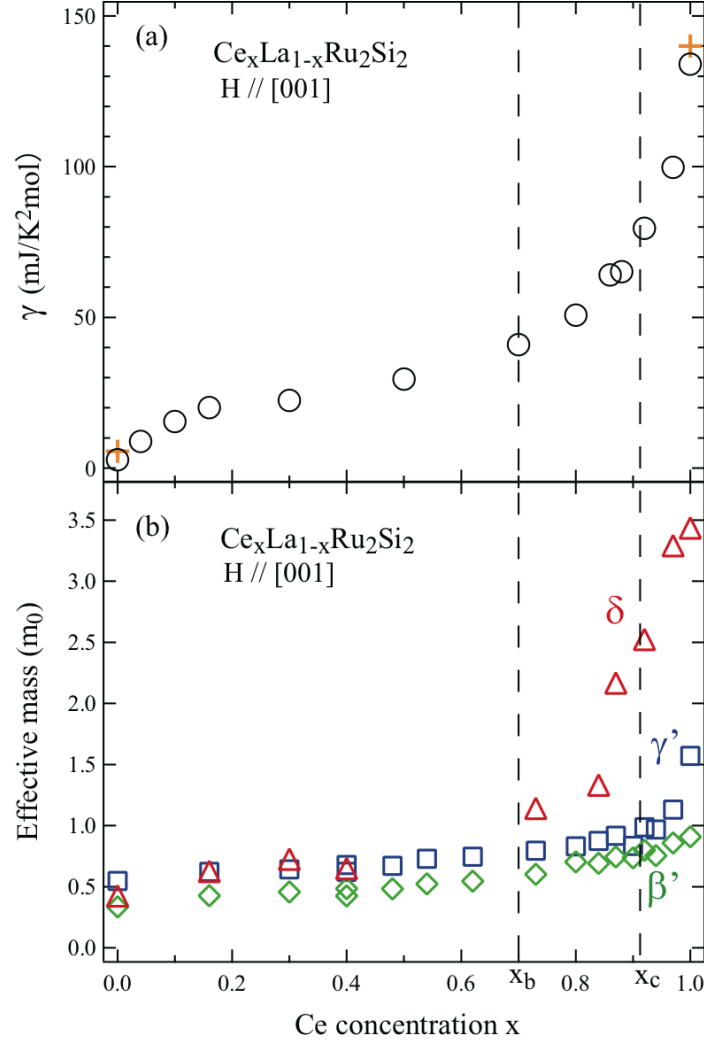 150
(a)
CeₓLa₁₋ₓRu₂Si₂
H // [001]
100
γ (mJ/K²mol)
50
0
(b)
3.5
CeₓLa₁₋ₓRu₂Si₂
H // [001]
3.0
δ
2.5
Effective mass (m₀)
2.0
γ’
1.5
1.0
0.5
β’
0.0
0.0 0.2 0.4 0.6 x_b 0.8 x_c 1.0
Ce concentration x